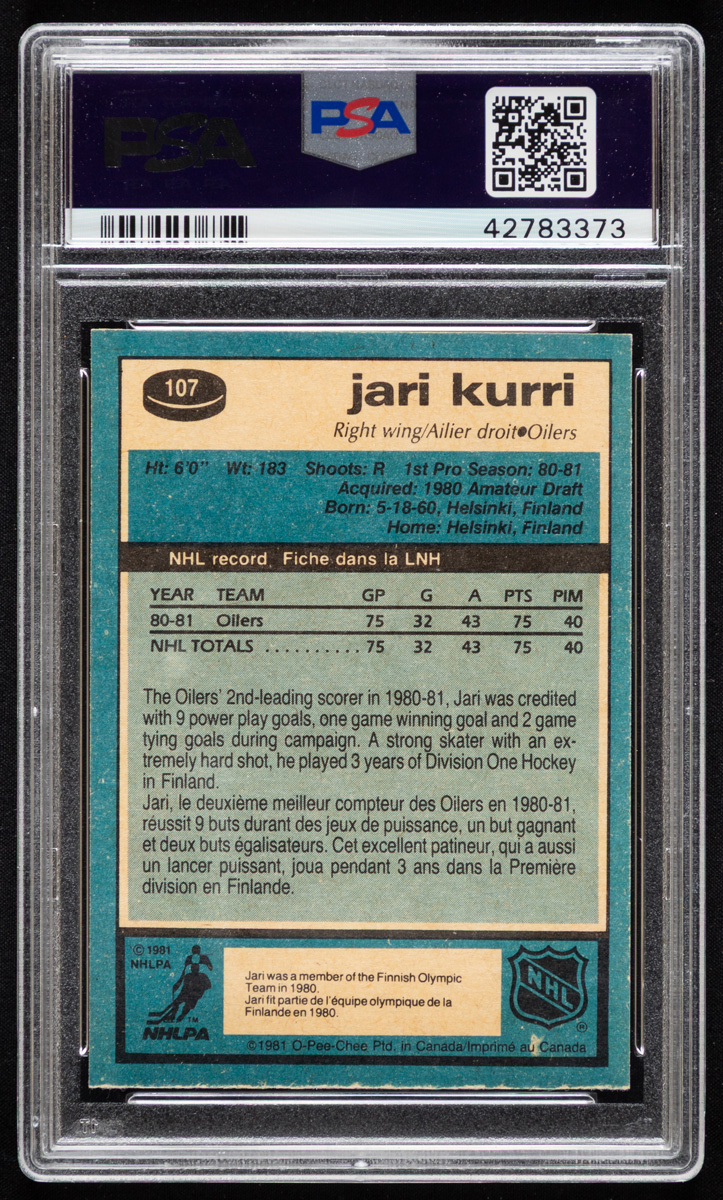 PSA
PSA
42783373
107
jari kurri
Right wing/Ailier droit●Oilers
Ht: 6'0" Wt: 183 Shoots: R 1st Pro Season: 80-81
Acquired: 1980 Amateur Draft
Born: 5-18-60, Helsinki, Finland
Home: Helsinki, Finland
NHL record Fiche dans la LNH
YEAR TEAM GP G A PTS PIM
80-81 Oilers 75 32 43 75 40
NHL TOTALS .......... 75 32 43 75 40
The Oilers' 2nd-leading scorer in 1980-81, Jari was credited
with 9 power play goals, one game winning goal and 2 game
tying goals during campaign. A strong skater with an ex-
tremely hard shot, he played 3 years of Division One Hockey
in Finland.
Jari, le deuxième meilleur compteur des Oilers en 1980-81,
réussit 9 buts durant des jeux de puissance, un but gagnant
et deux buts égalisateurs. Cet excellent patineur, qui a aussi
un lancer puissant, joua pendant 3 ans dans la Première
division en Finlande.
© 1981
NHLPA
TM
NHLPA
Jari was a member of the Finnish Olympic
Team in 1980.
Jari fit partie de l'équipe olympique de la
Finlande en 1980.
NHL
®
©1981 O-Pee-Chee Ptd. in Canada/Imprimé au Canada